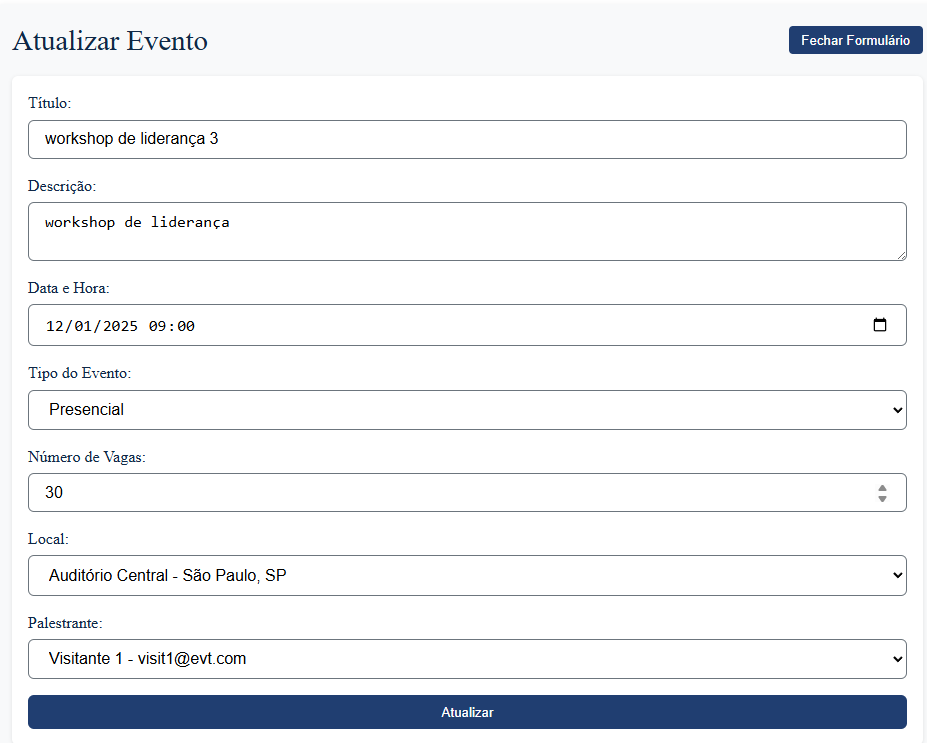 Atualizar Evento
Fechar Formulário
Título:
workshop de liderança 3
Descrição:
workshop de liderança
Data e Hora:
12/01/2025 09:00
Tipo do Evento:
Presencial
Número de Vagas:
30
Local:
Auditório Central - São Paulo, SP
Palestrante:
Visitante 1 - visit1@evt.com
Atualizar